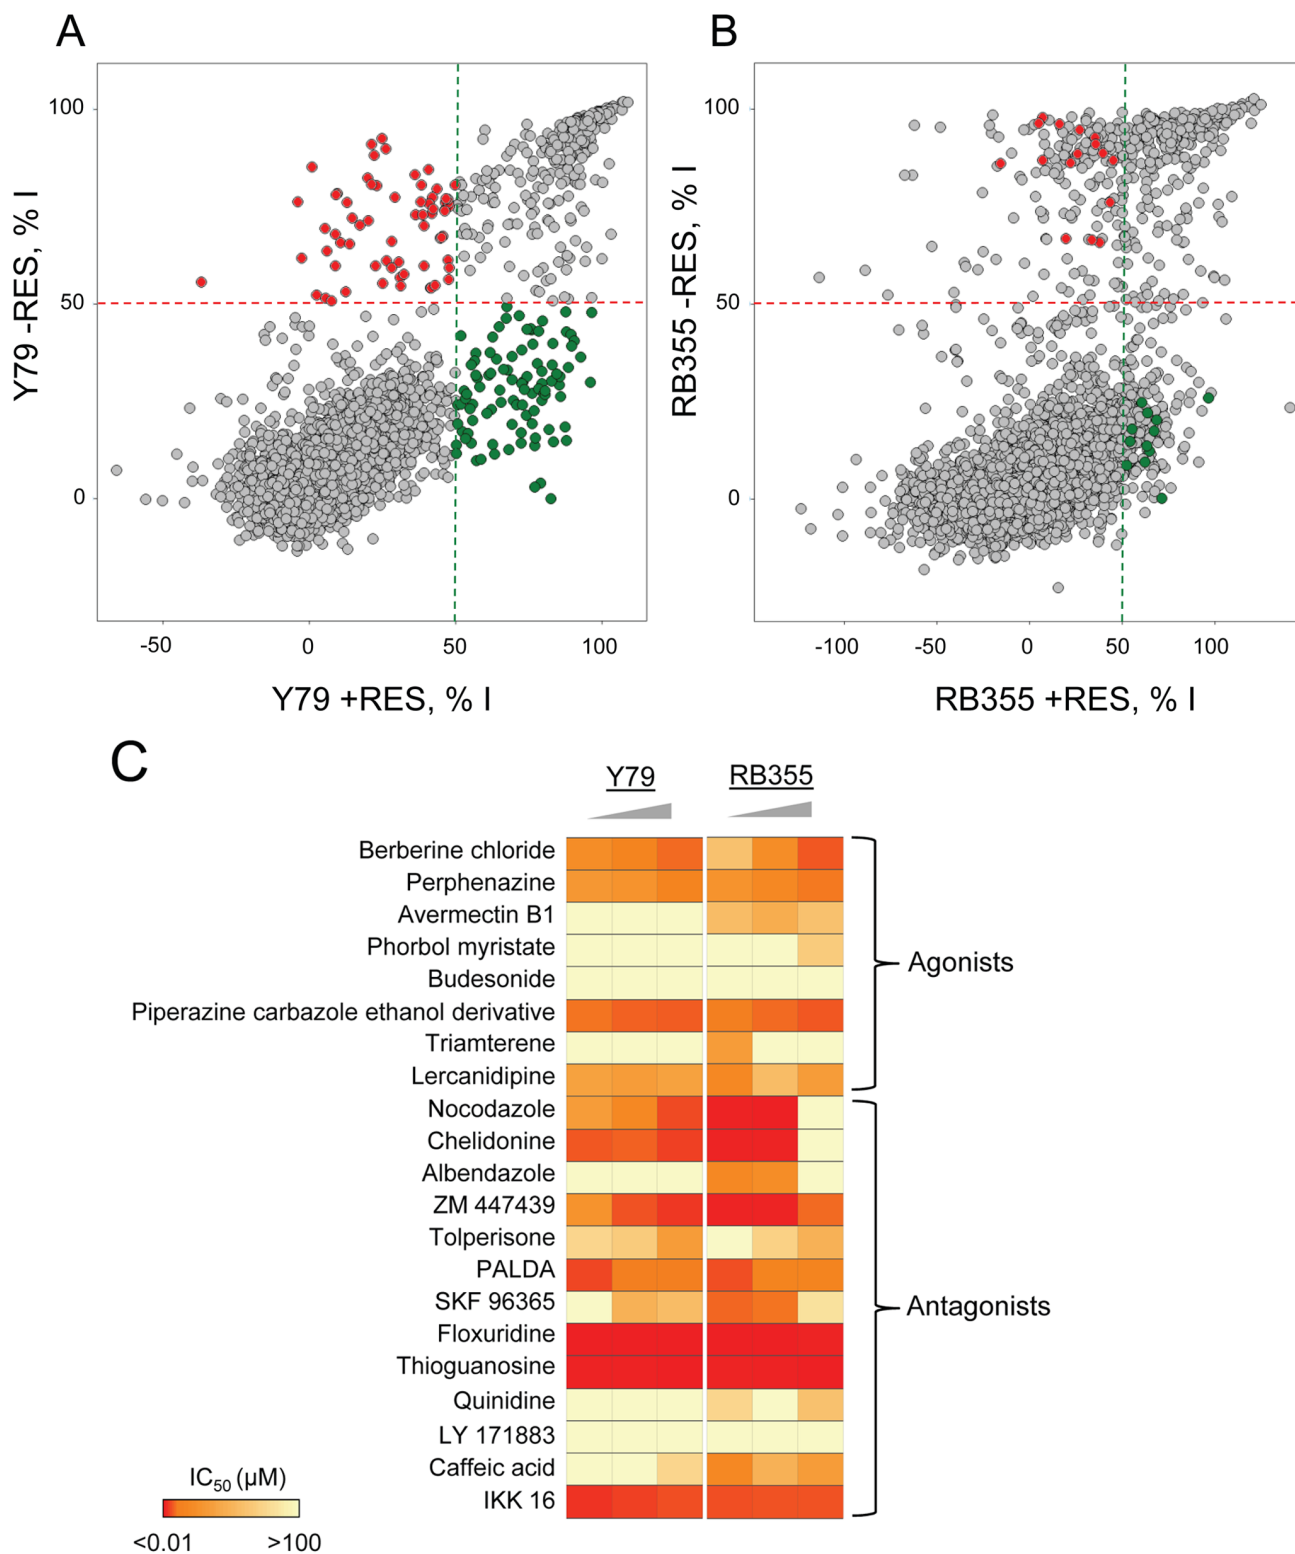 A
100
50
0
-50
0
50
100
Y79 -RES, % I
Y79 +RES, % I
B
100
50
0
-100
-50
0
50
100
RB355 -RES, % I
RB355 +RES, % I
C
Y79
RB355
Berberine chloride
Perphenazine
Avermectin B1
Phorbol myristate
Budesonide
Piperazine carbazole ethanol derivative
Triamterene
Lercanidipine
Nocodazole
Chelidonine
Albendazole
ZM 447439
Tolperisone
PALDA
SKF 96365
Floxuridine
Thioguanosine
Quinidine
LY 171883
Caffeic acid
IKK 16
Agonists
Antagonists
IC50 (µM)
<0.01 >100